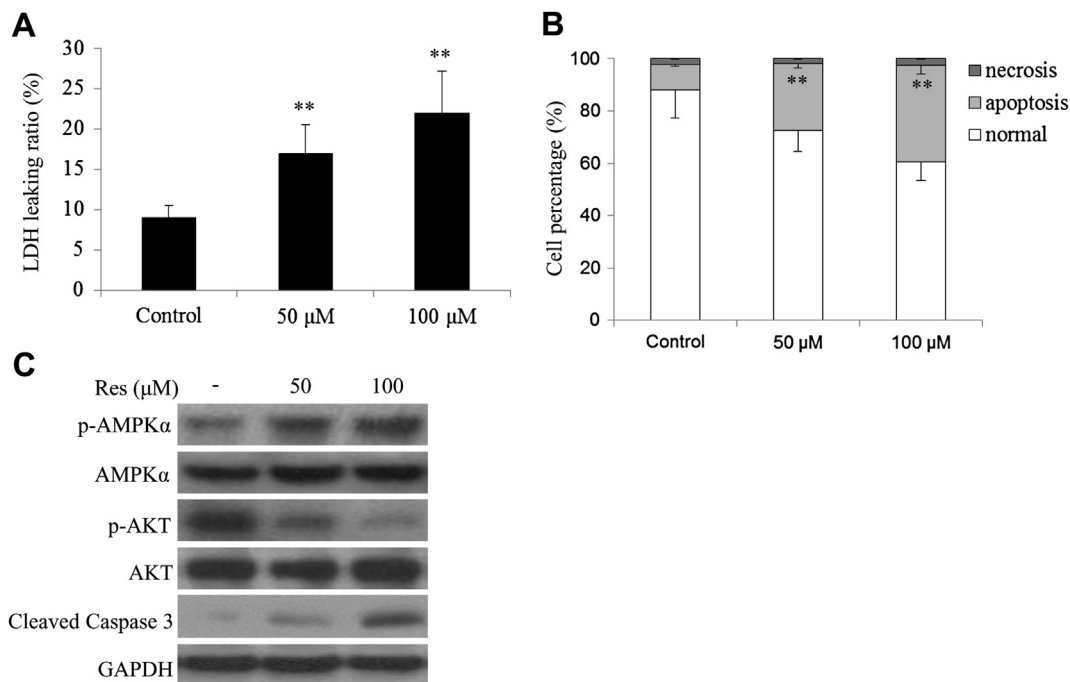 A
LDH leaking ratio (%)
30
25
20
15
10
5
0
**
**
Control 50 μM 100 μM
B
Cell percentage (%)
100
80
60
40
20
0
**
**
necrosis
apoptosis
normal
Control 50 μM 100 μM
C
Res (μM) - 50 100
p-AMPKα
AMPKα
p-AKT
AKT
Cleaved Caspase 3
GAPDH